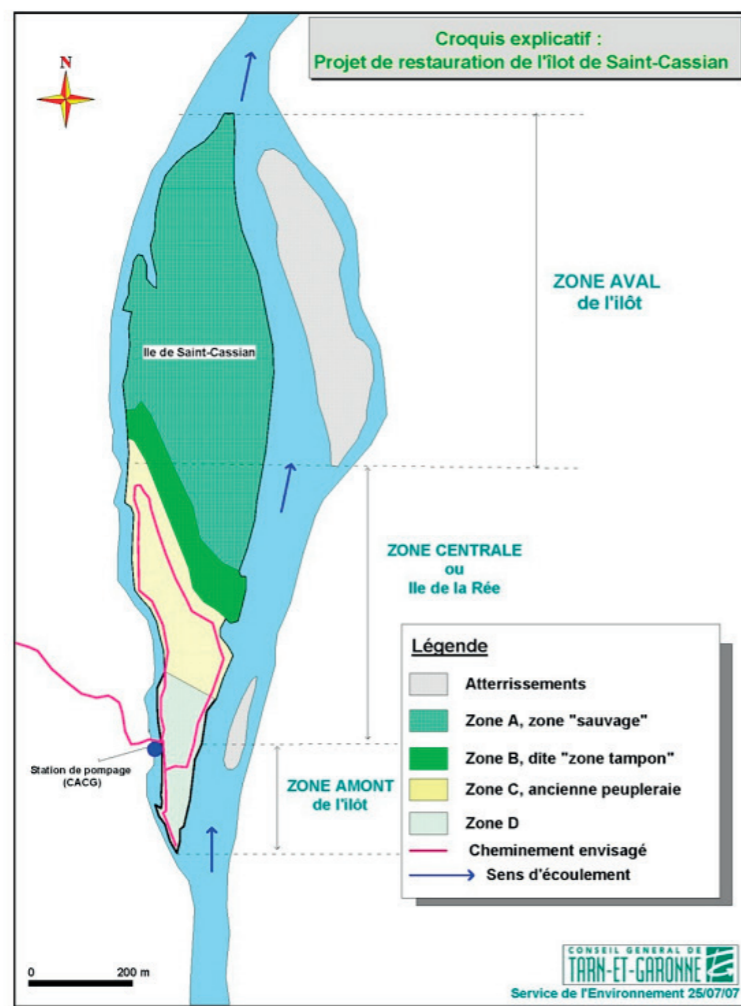 Croquis explicatif :
Projet de restauration de l'îlot de Saint-Cassian
N
ZONE AVAL
de l'ilôt
Ile de Saint-Cassian
ZONE CENTRALE
ou
Ile de la Rée
Station de pompage
(CACG)
ZONE AMONT
de l'ilôt
Légende
Atterrissements
Zone A, zone "sauvage"
Zone B, dite "zone tampon"
Zone C, ancienne peupleraie
Zone D
Cheminement envisagé
Sens d'écoulement
0 200 m
CONSEIL GENERAL DE
TARN-ET-GARONNE
Service de l'Environnement 25/07/07